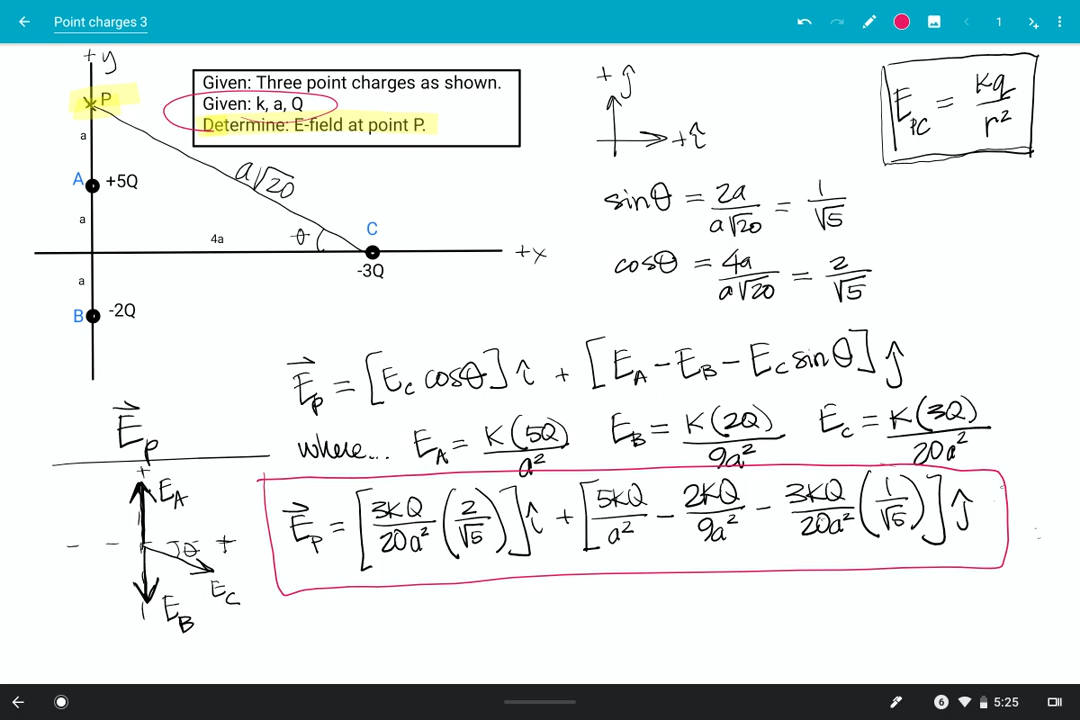 Point charges 3
1
+y
P
Given: Three point charges as shown.
Given: k, a, Q
Determine: E-field at point P.
+ĵ
+î
E_PC = kq/r²
a
A +5Q
a√20
sinθ = 2a/a√20 = 1/√5
a
4a
θ
C
+x
-3Q
cosθ = 4a/a√20 = 2/√5
a
B -2Q
E⃗_P = [E_C cosθ] î + [E_A - E_B - E_C sinθ] ĵ
where... E_A = K(5Q)/a² E_B = K(2Q)/9a² E_C = K(3Q)/20a²
E⃗_P = [3KQ/20a² (2/√5)] î + [5KQ/a² - 2KQ/9a² - 3KQ/20a² (1/√5)] ĵ
E⃗_P
+
E_A
- θ +
E_C
-
E_B
6 5:25